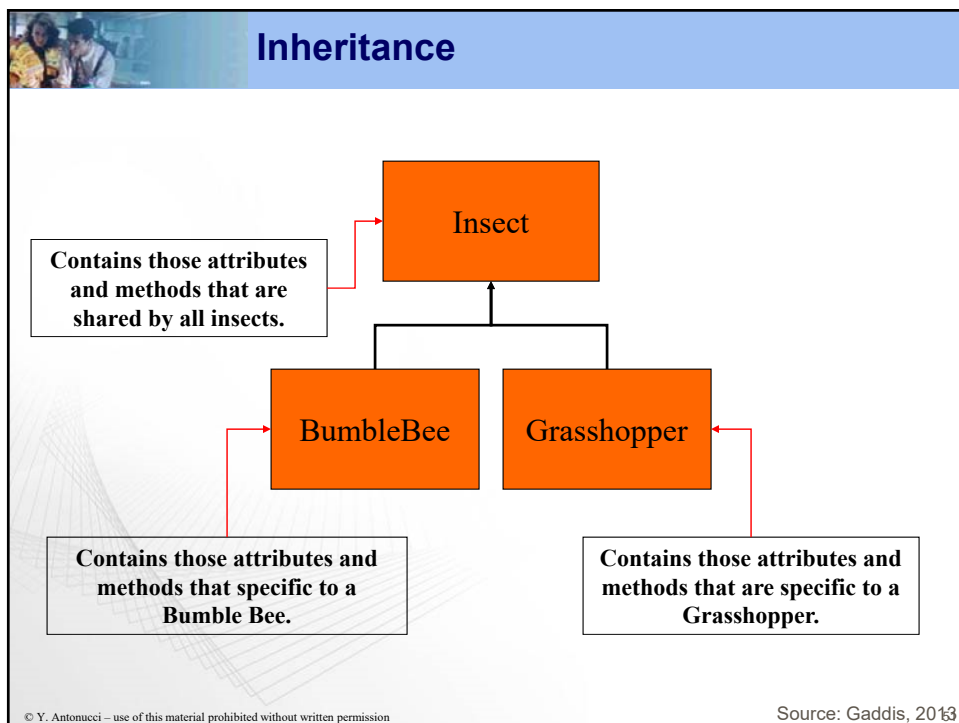 Inheritance
Insect
Contains those attributes
and methods that are
shared by all insects.
BumbleBee
Grasshopper
Contains those attributes and
methods that specific to a
Bumble Bee.
Contains those attributes and
methods that are specific to a
Grasshopper.
© Y. Antonucci – use of this material prohibited without written permission
Source: Gaddis, 2013